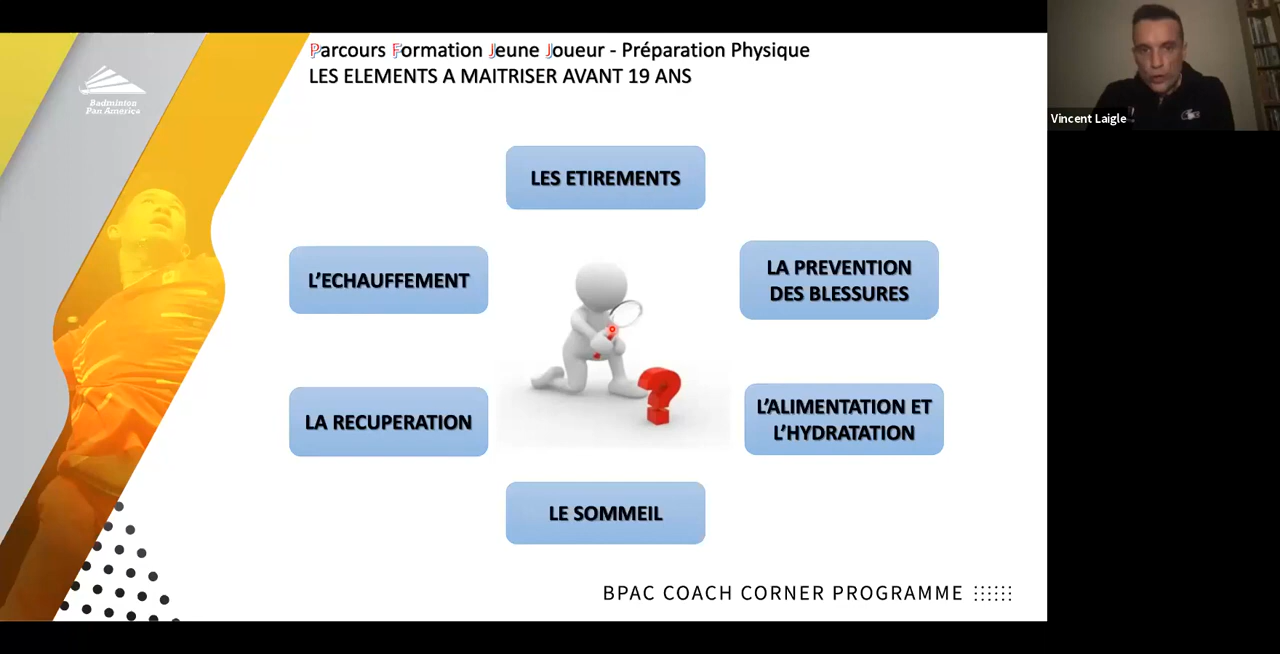 Parcours Formation Jeune Joueur - Préparation Physique
LES ELEMENTS A MAITRISER AVANT 19 ANS
Badminton
Pan America
Vincent Laigle
LES ETIREMENTS
L'ECHAUFFEMENT
LA PREVENTION
DES BLESSURES
LA RECUPERATION
L'ALIMENTATION ET
L'HYDRATATION
LE SOMMEIL
BPAC COACH CORNER PROGRAMME